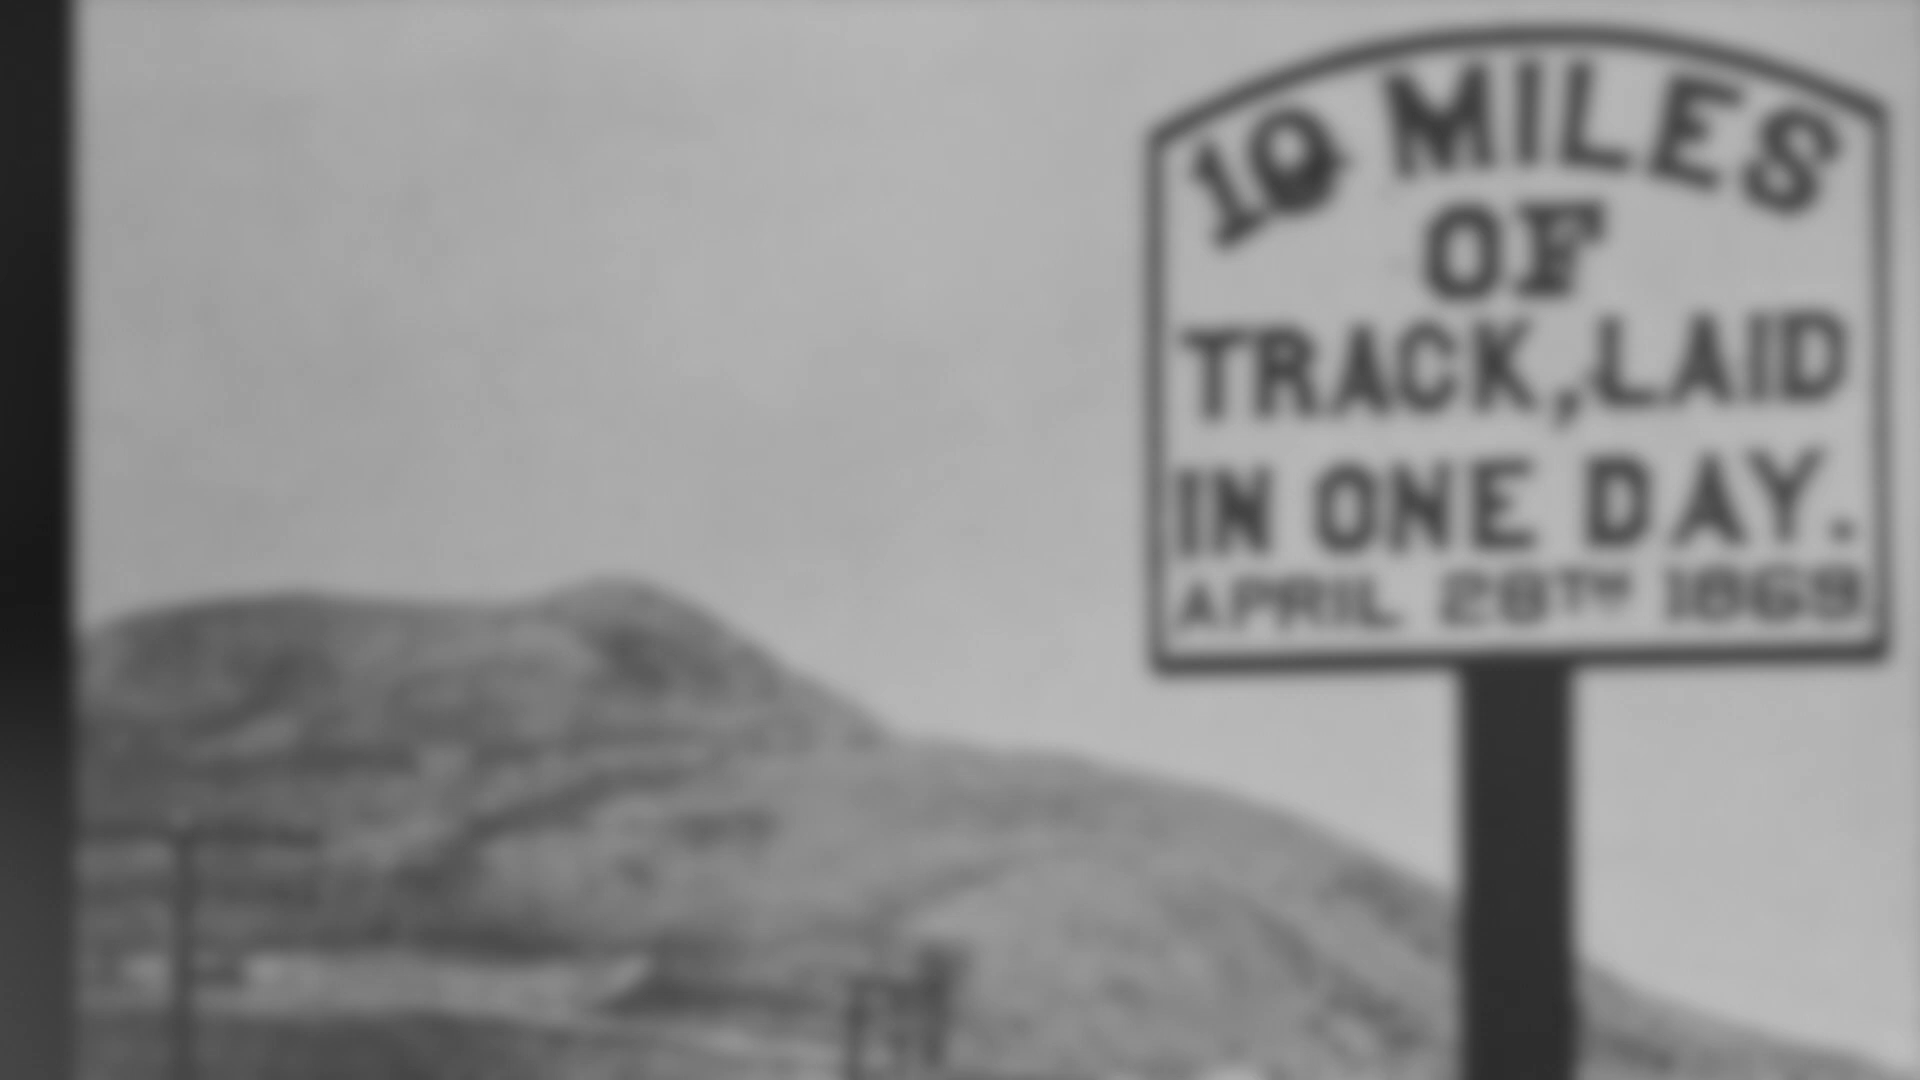 10 MILES
OF
TRACK, LAID
IN ONE DAY.
APRIL 28TH 1869